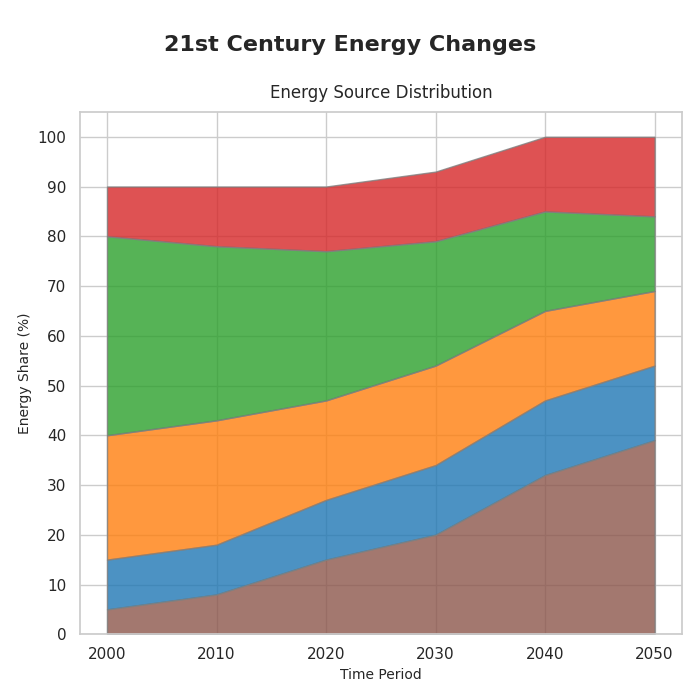 21st Century Energy Changes
Energy Source Distribution
100
90
80
70
60
50
40
30
20
10
0
Energy Share (%)
2000 2010 2020 2030 2040 2050
Time Period